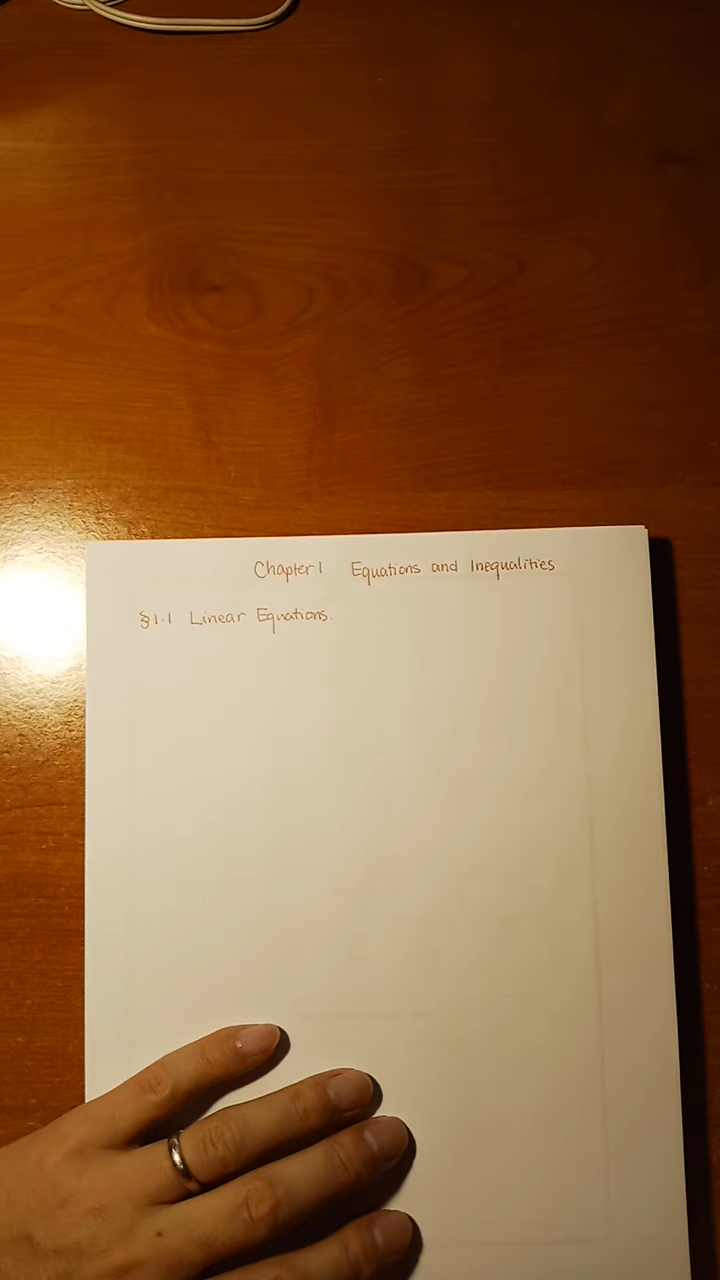 Chapter 1 Equations and Inequalities
§1.1 Linear Equations.